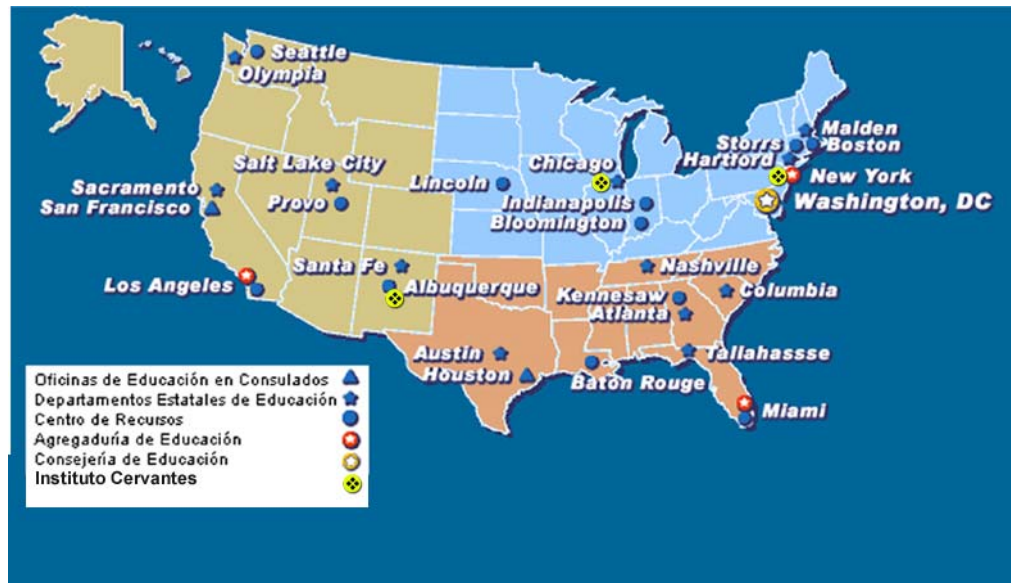 Seattle
Olympia
Malden
Storrs
Boston
Hartford
Chicago
Salt Lake City
Lincoln
New York
Sacramento
San Francisco
Provo
Indianapolis
Washington, DC
Bloomington
Santa Fe
Nashville
Los Angeles
Albuquerque
Kennesaw
Columbia
Atlanta
Austin
Tallahassse
Houston
Baton Rouge
Miami
Oficinas de Educación en Consulados
Departamentos Estatales de Educación
Centro de Recursos
Agregaduría de Educación
Consejería de Educación
Instituto Cervantes